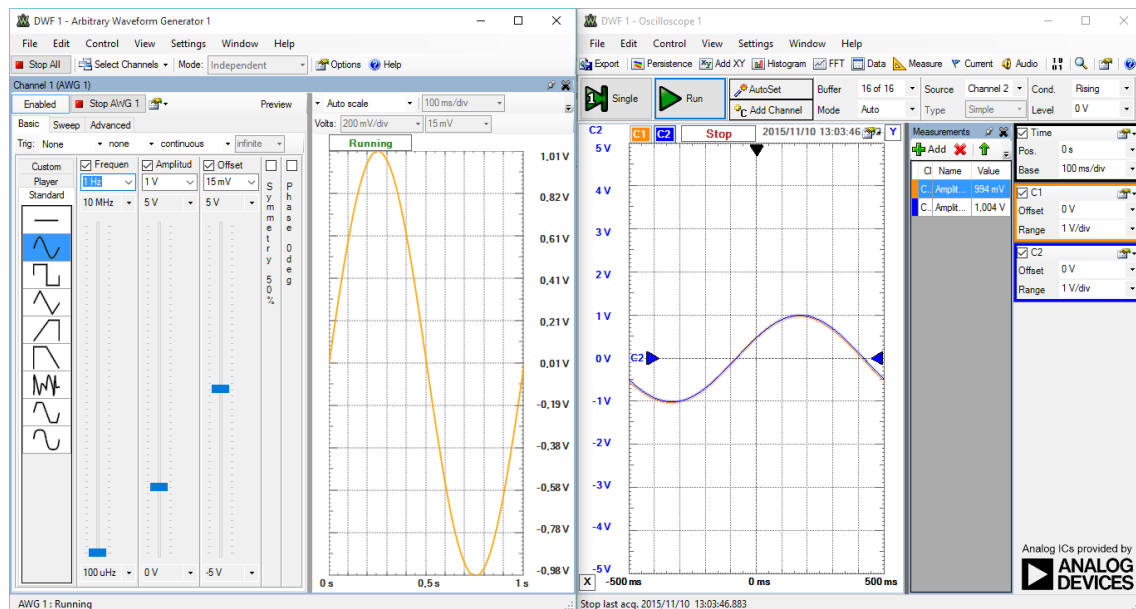 DWF 1 - Arbitrary Waveform Generator 1
File Edit Control View Settings Window Help
Stop All Select Channels Mode: Independent Options Help
Channel 1 (AWG 1)
Enabled Stop AWG 1 Preview
Basic Sweep Advanced
Trig: None none continuous infinite
Custom
Player
Standard
Frequen Amplitud Offset
1 Hz 1 V 15 mV
10 MHz 5 V 5 V
Symmetry 50%
Phase 0 deg
100 uHz 0 V -5 V
Auto scale 100 ms/div
Volts: 200 mV/div 15 mV
Running
1,01 V
0,82 V
0,61 V
0,41 V
0,21 V
0,01 V
-0,19 V
-0,38 V
-0,58 V
-0,78 V
-0,98 V
0 s 0,5 s 1 s
AWG 1 : Running
DWF 1 - Oscilloscope 1
File Edit Control View Settings Window Help
Export Persistence Add XY Histogram FFT Data Measure Current Audio
Single Run AutoSet Buffer 16 of 16 Source Channel 2 Cond. Rising
Add Channel Mode Auto Type Simple Level 0 V
C2 C1 C2 Stop 2015/11/10 13:03:46 Y
5 V
4 V
3 V
2 V
1 V
0 V C2
-1 V
-2 V
-3 V
-4 V
-5 V
X -500 ms 0 ms 500 ms
Measurements
Add
Cl Name Value
C.. Amplit... 994 mV
C.. Amplit... 1,004 V
Time
Pos. 0 s
Base 100 ms/div
C1
Offset 0 V
Range 1 V/div
C2
Offset 0 V
Range 1 V/div
Analog ICs provided by
ANALOG
DEVICES
Stop last acq. 2015/11/10 13:03:46.883